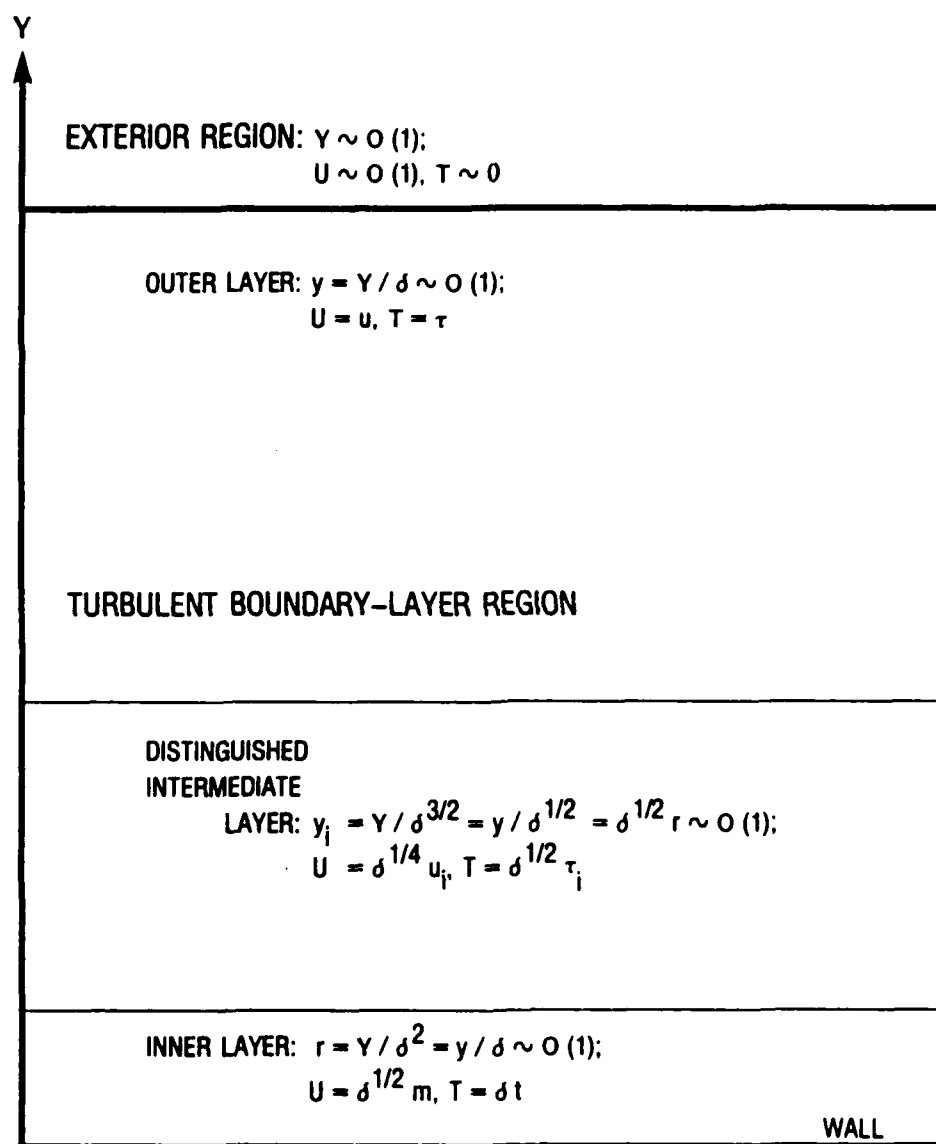 Y
EXTERIOR REGION: Y ~ O (1);
U ~ O (1), T ~ 0
OUTER LAYER: y = Y / δ ~ O (1);
U = u, T = τ
TURBULENT BOUNDARY–LAYER REGION
DISTINGUISHED
INTERMEDIATE
LAYER: y_i = Y / δ^{3/2} = y / δ^{1/2} = δ^{1/2} r ~ O (1);
U = δ^{1/4} u_i, T = δ^{1/2} τ_i
INNER LAYER: r = Y / δ^2 = y / δ ~ O (1);
U = δ^{1/2} m, T = δ t
WALL